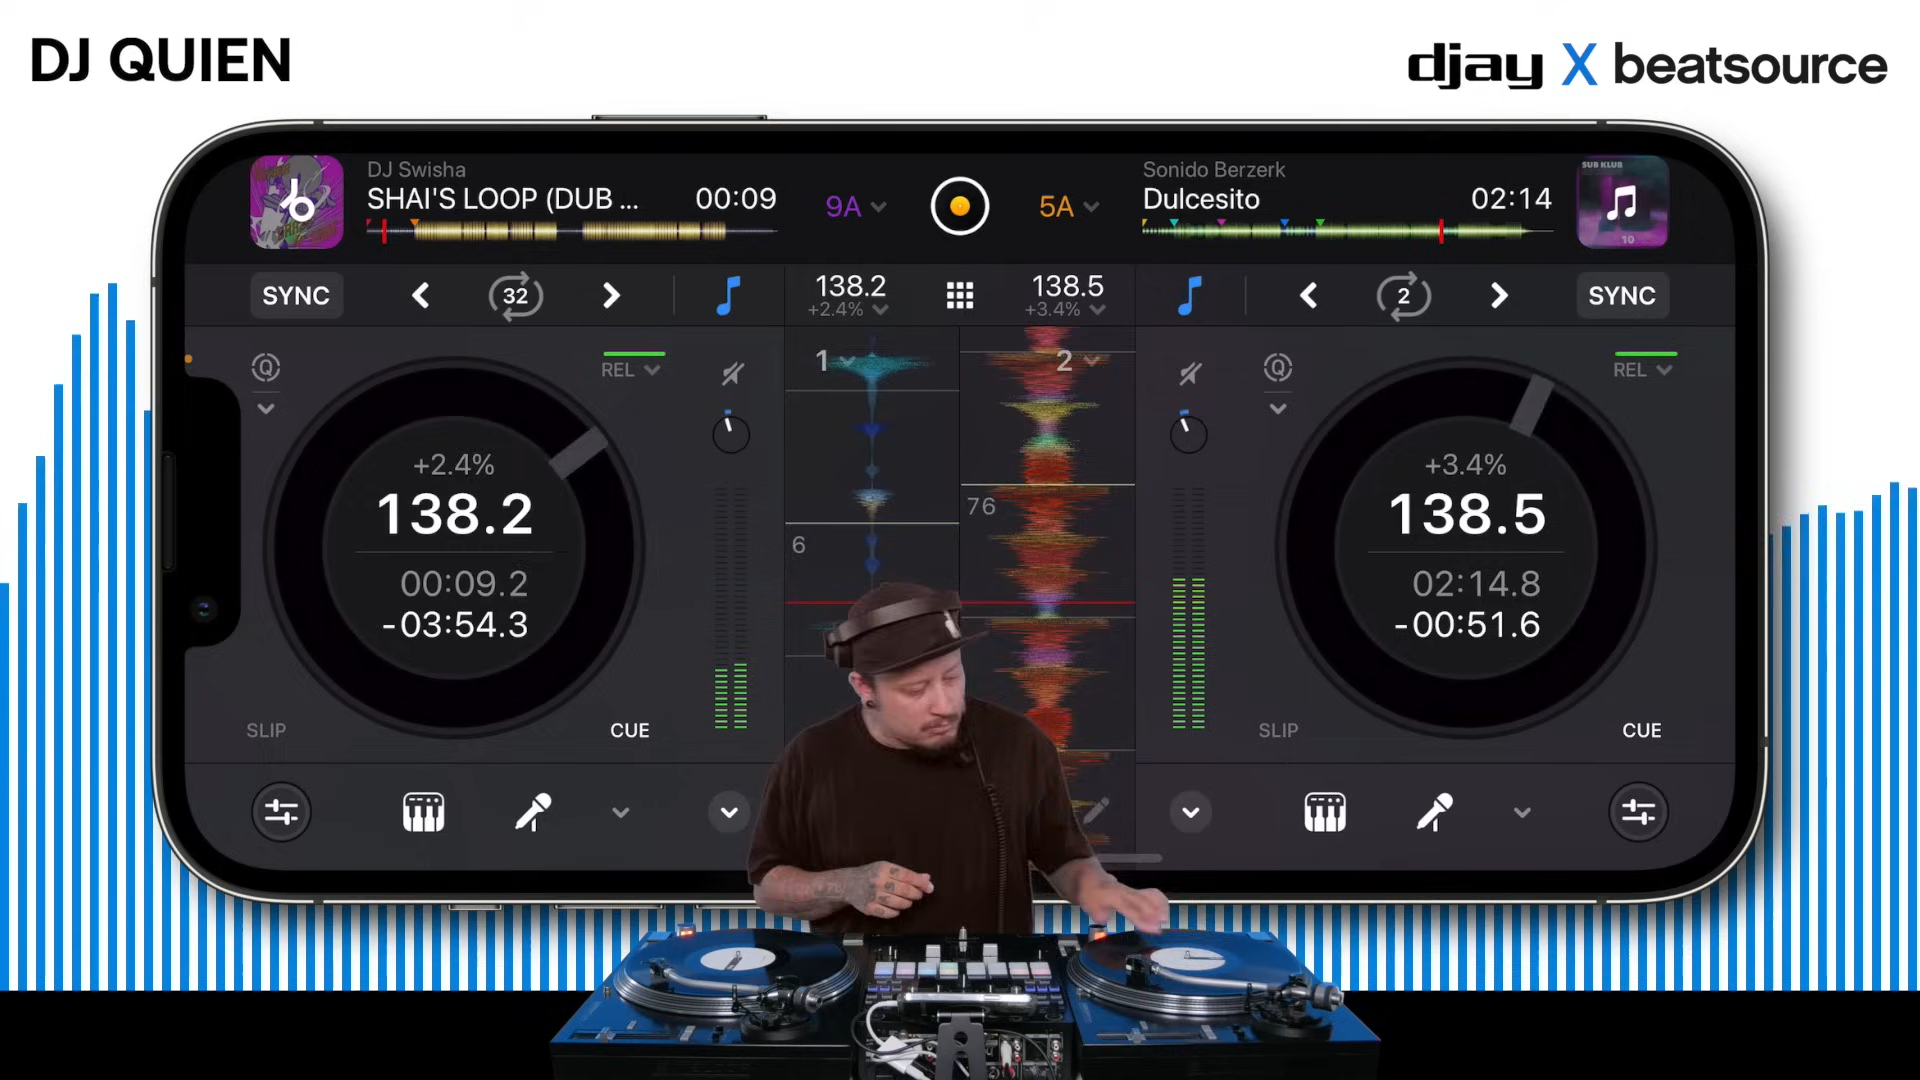 DJ QUIEN
djay X beatsource
DJ Swisha
SHAI'S LOOP (DUB ...
00:09
9A
5A
Sonido Berzerk
Dulcesito
02:14
SUB KLUB
10
SYNC
32
138.2
+2.4%
138.5
+3.4%
2
SYNC
Q
REL
1
2
Q
REL
+2.4%
138.2
00:09.2
-03:54.3
6
76
+3.4%
138.5
02:14.8
-00:51.6
SLIP
CUE
SLIP
CUE